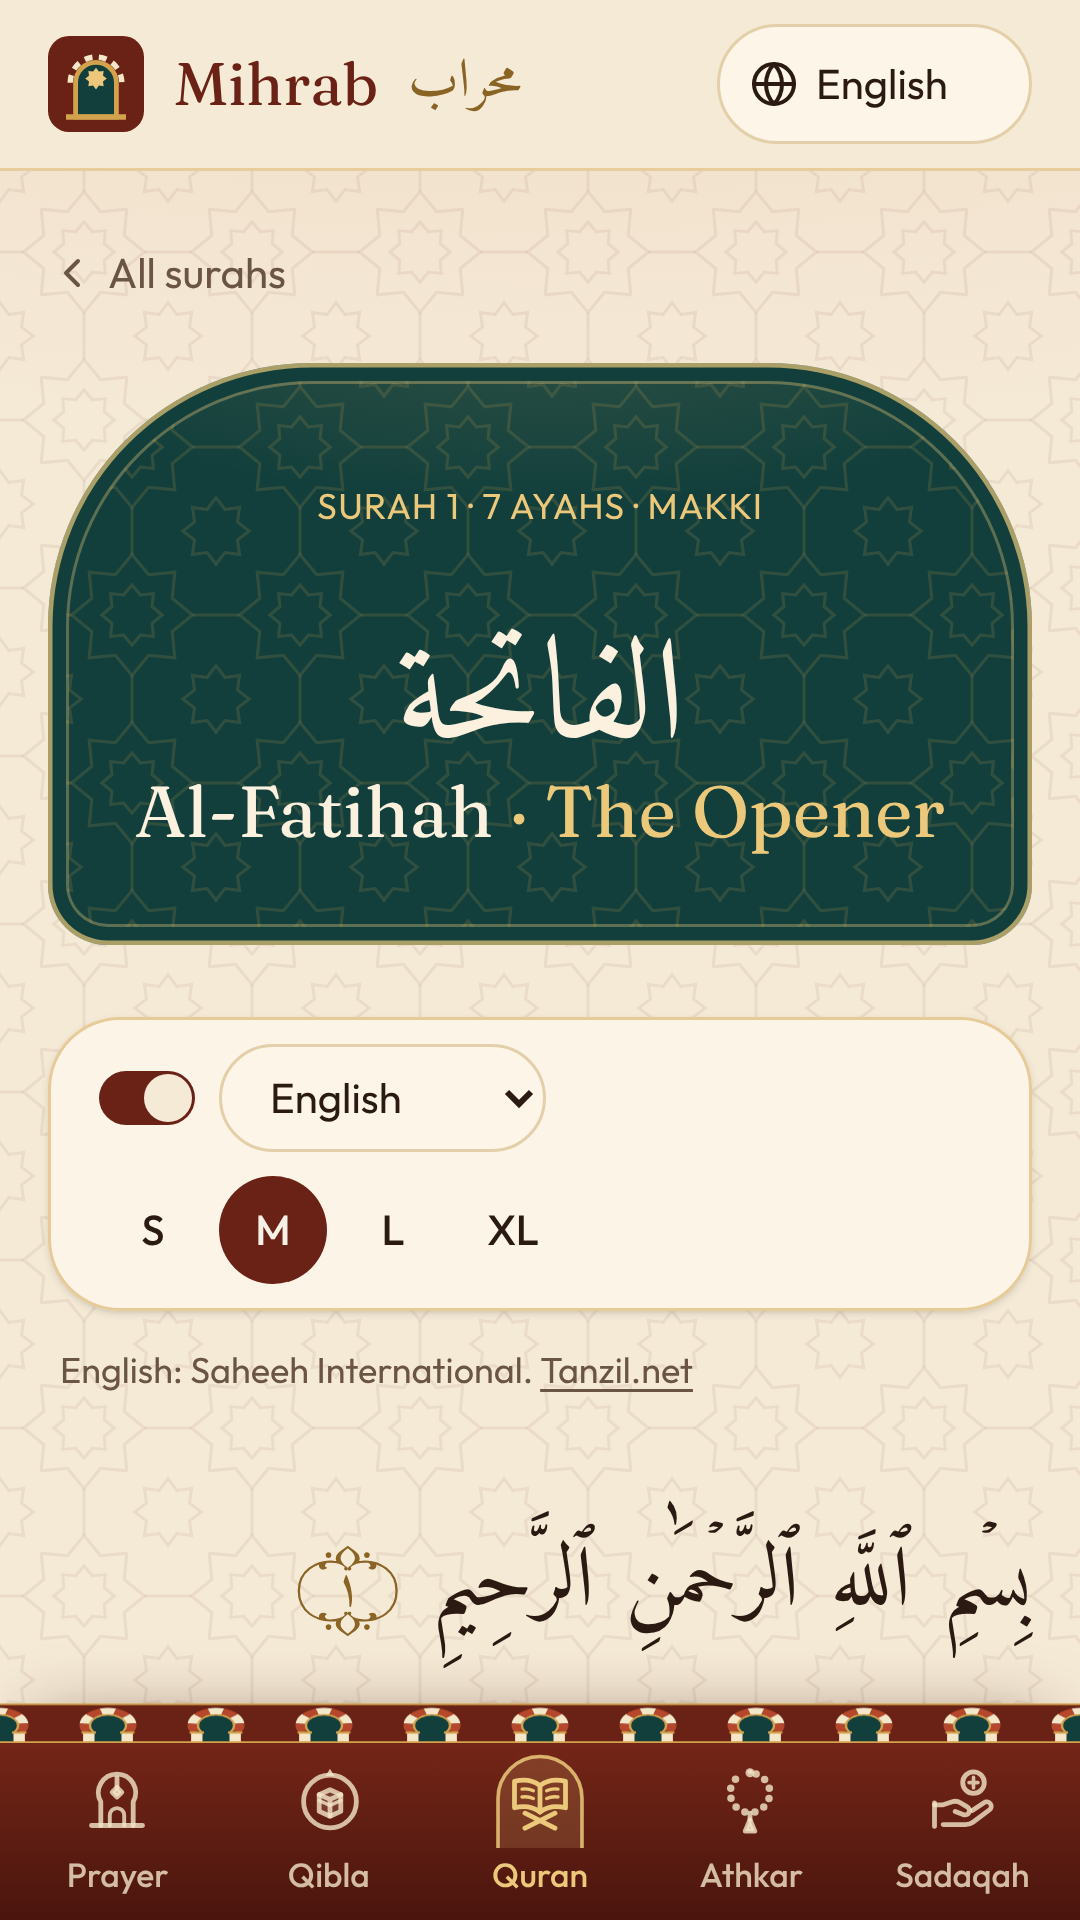 Mihrab محراب
English
All surahs
SURAH 1 · 7 AYAHS · MAKKI
الفاتحة
Al-Fatihah · The Opener
English
S M L XL
English: Saheeh International. Tanzil.net
بِسۡمِ ٱللَّهِ ٱلرَّحۡمَٰنِ ٱلرَّحِيمِ ١
Prayer Qibla Quran Athkar Sadaqah